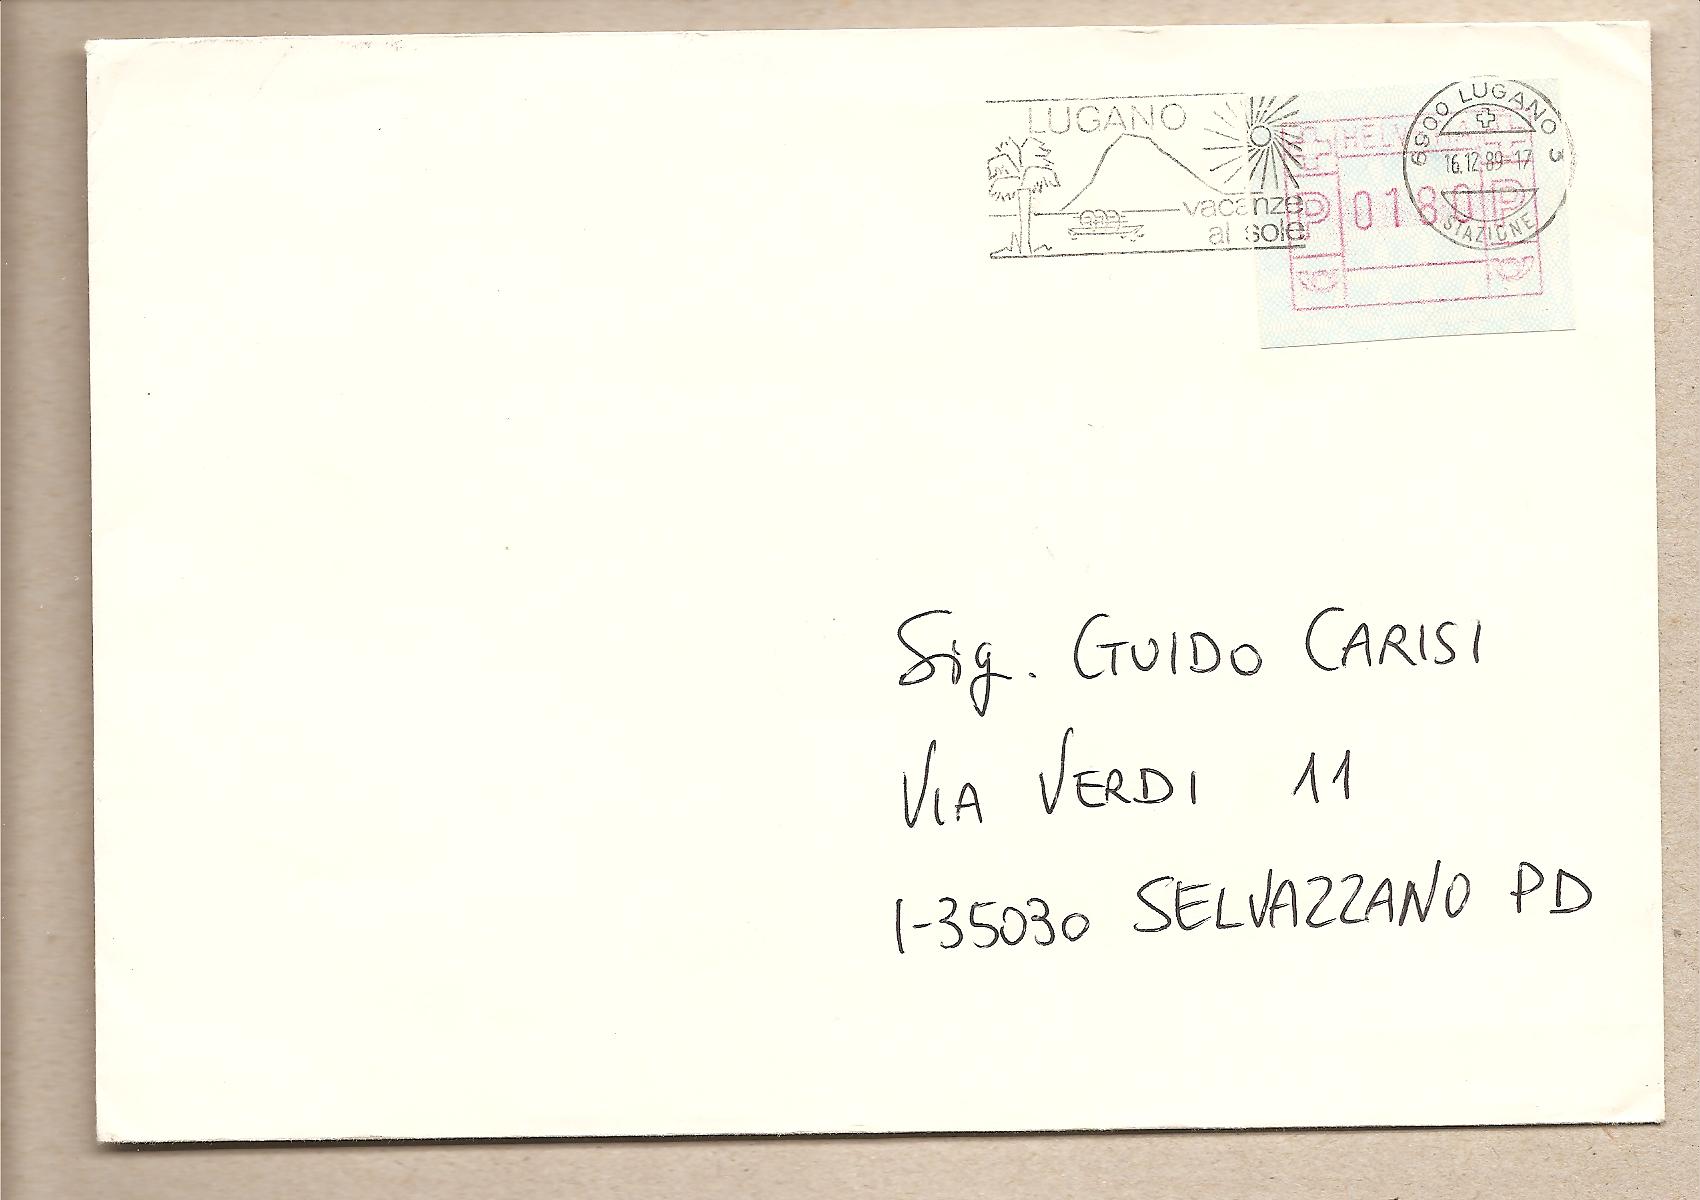 LUGANO
vacanze
al sole
6900 LUGANO 3
16.12.89-17
STAZIONE
P P
0180
Sig. GUIDO CARISI
VIA VERDI 11
I-35030 SELVAZZANO PD